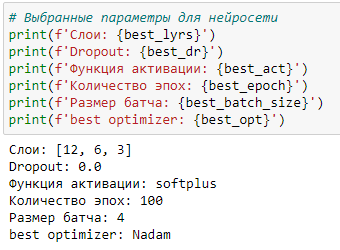 # Выбранные параметры для нейросети
print(f'Слои: {best_lyrs}')
print(f'Dropout: {best_dr}')
print(f'Функция активации: {best_act}')
print(f'Количество эпох: {best_epoch}')
print(f'Размер батча: {best_batch_size}')
print(f'best optimizer: {best_opt}')
Слои: [12, 6, 3]
Dropout: 0.0
Функция активации: softplus
Количество эпох: 100
Размер батча: 4
best optimizer: Nadam